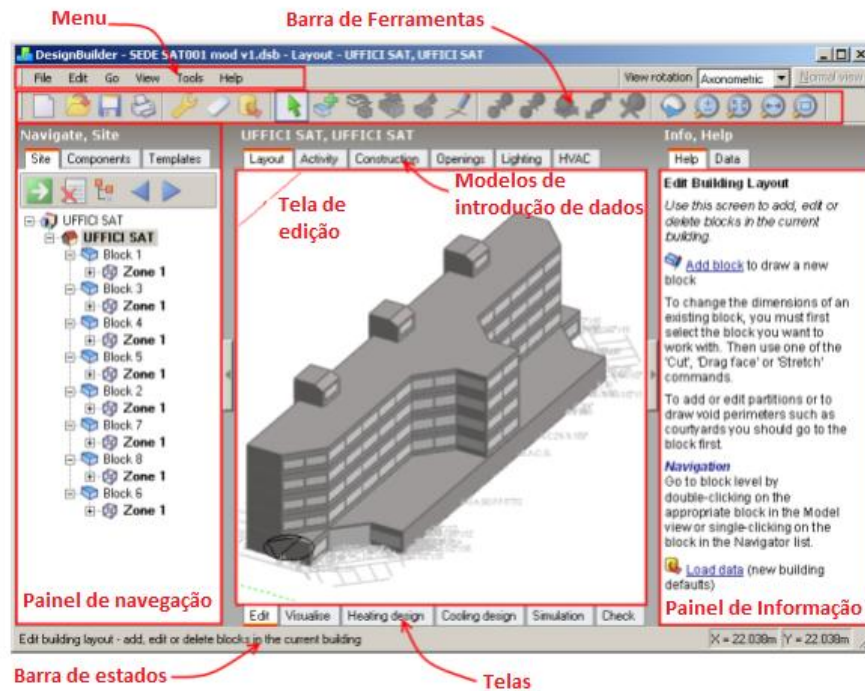 Menu
Barra de Ferramentas
DesignBuilder - SEDE SAT001 mod v1.dsb - Layout - UFFICI SAT, UFFICI SAT
File Edit Go View Tools Help
View rotation Axonometric Normal view
Navigate, Site
Site Components Templates
UFFICI SAT
UFFICI SAT
Block 1
Zone 1
Block 3
Zone 1
Block 4
Zone 1
Block 5
Zone 1
Block 2
Zone 1
Block 7
Zone 1
Block 8
Zone 1
Block 6
Zone 1
Painel de navegação
UFFICI SAT, UFFICI SAT
Layout Activity Construction Openings Lighting HVAC
Tela de
edição
Modelos de
introdução de dados
Edit Visualise Heating design Cooling design Simulation Check
Info, Help
Help Data
Edit Building Layout
Use this screen to add, edit or
delete blocks in the current
building.
Add block to draw a new
block
To change the dimensions of an
existing block, you must first
select the block you want to
work with. Then use one of the
'Cut', 'Drag face' or 'Stretch'
commands.
To add or edit partitions or to
draw void perimeters such as
courtyards you should go to the
block first.
Navigation
Go to block level by
double-clicking on the
appropriate block in the Model
view or single-clicking on the
block in the Navigator list.
Load data (new building
defaults)
Painel de Informação
Edit building layout - add, edit or delete blocks in the current building
X = 22.038m Y = 22.038m
Barra de estados
Telas